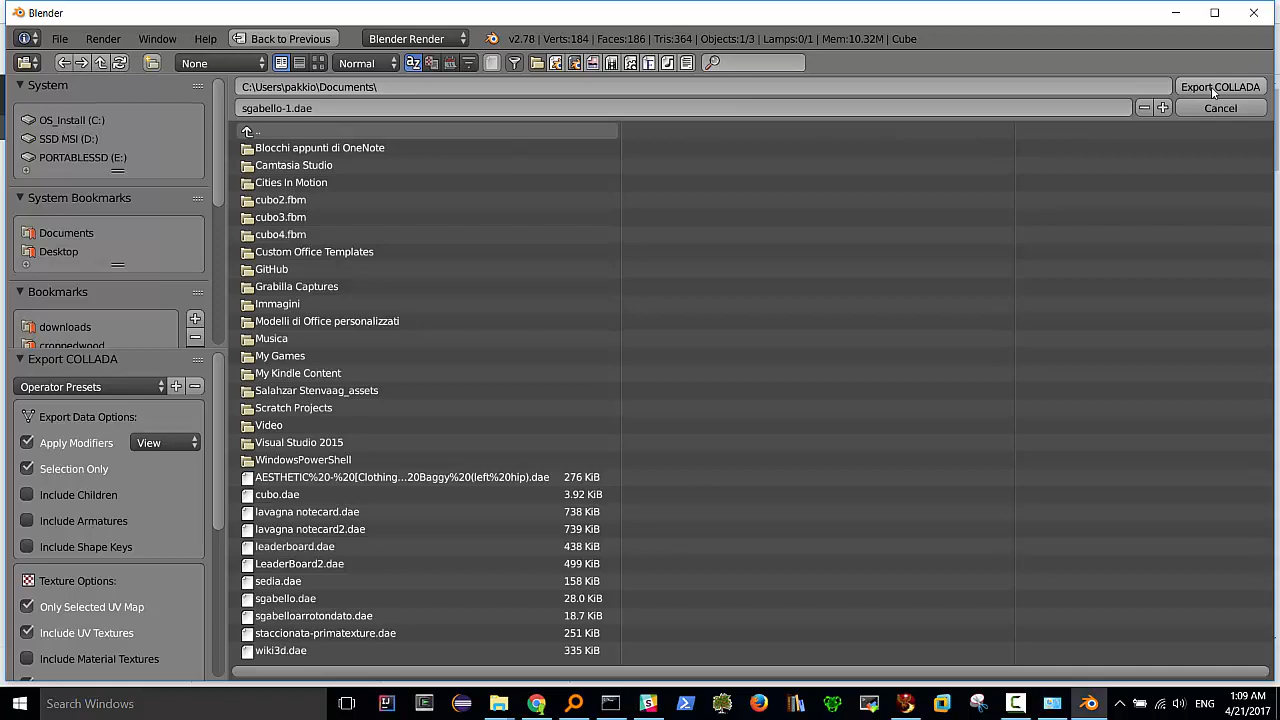 Blender
File Render Window Help Back to Previous Blender Render v2.78 | Verts:184 | Faces:186 | Tris:364 | Objects:1/3 | Lamps:0/1 | Mem:10.32M | Cube
None Normal
System
OS_Install (C:)
SSD MSI (D:)
PORTABLESSD (E:)
System Bookmarks
Documents
Desktop
Bookmarks
downloads
croppedwood
Export COLLADA
Operator Presets
Export Data Options:
Apply Modifiers View
Selection Only
Include Children
Include Armatures
Include Shape Keys
Texture Options:
Only Selected UV Map
Include UV Textures
Include Material Textures
C:\Users\pakkio\Documents\ Export COLLADA
sgabello-1.dae Cancel
..
Blocchi appunti di OneNote
Camtasia Studio
Cities In Motion
cubo2.fbm
cubo3.fbm
cubo4.fbm
Custom Office Templates
GitHub
Grabilla Captures
Immagini
Modelli di Office personalizzati
Musica
My Games
My Kindle Content
Salahzar Stenvaag_assets
Scratch Projects
Video
Visual Studio 2015
WindowsPowerShell
AESTHETIC%20-%20[Clothing...20Baggy%20(left%20hip).dae 276 KiB
cubo.dae 3.92 KiB
lavagna notecard.dae 738 KiB
lavagna notecard2.dae 739 KiB
leaderboard.dae 438 KiB
LeaderBoard2.dae 499 KiB
sedia.dae 158 KiB
sgabello.dae 28.0 KiB
sgabelloarrotondato.dae 18.7 KiB
staccionata-primatexture.dae 251 KiB
wiki3d.dae 335 KiB
Search Windows
ENG
1:09 AM
4/21/2017